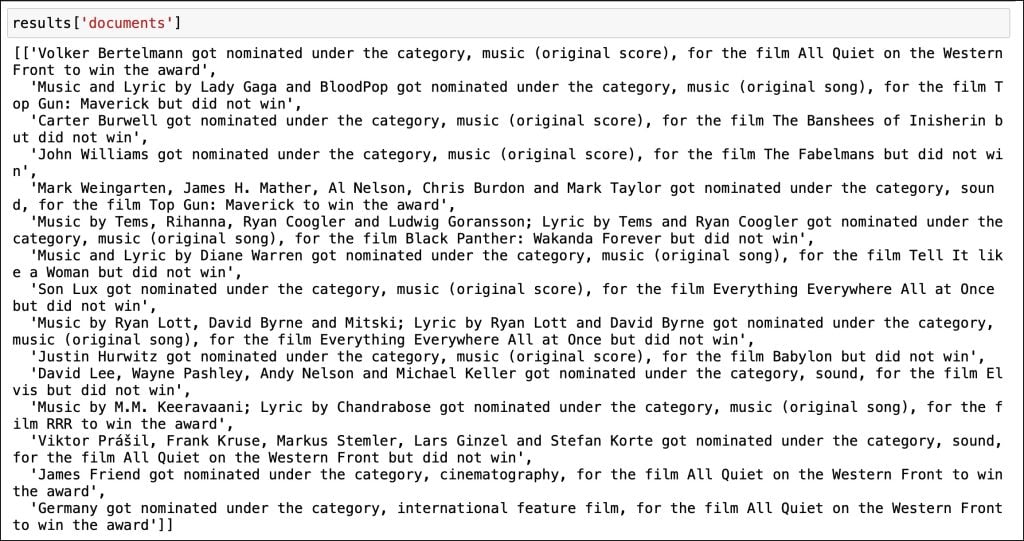 results['documents']
[['Volker Bertelmann got nominated under the category, music (original score), for the film All Quiet on the Western
Front to win the award',
'Music and Lyric by Lady Gaga and BloodPop got nominated under the category, music (original song), for the film T
op Gun: Maverick but did not win',
'Carter Burwell got nominated under the category, music (original score), for the film The Banshees of Inisherin b
ut did not win',
'John Williams got nominated under the category, music (original score), for the film The Fabelmans but did not wi
n',
'Mark Weingarten, James H. Mather, Al Nelson, Chris Burdon and Mark Taylor got nominated under the category, soun
d, for the film Top Gun: Maverick to win the award',
'Music by Tems, Rihanna, Ryan Coogler and Ludwig Goransson; Lyric by Tems and Ryan Coogler got nominated under the
category, music (original song), for the film Black Panther: Wakanda Forever but did not win',
'Music and Lyric by Diane Warren got nominated under the category, music (original song), for the film Tell It lik
e a Woman but did not win',
'Son Lux got nominated under the category, music (original score), for the film Everything Everywhere All at Once
but did not win',
'Music by Ryan Lott, David Byrne and Mitski; Lyric by Ryan Lott and David Byrne got nominated under the category,
music (original song), for the film Everything Everywhere All at Once but did not win',
'Justin Hurwitz got nominated under the category, music (original score), for the film Babylon but did not win',
'David Lee, Wayne Pashley, Andy Nelson and Michael Keller got nominated under the category, sound, for the film El
vis but did not win',
'Music by M.M. Keeravaani; Lyric by Chandrabose got nominated under the category, music (original song), for the f
ilm RRR to win the award',
'Viktor Prášil, Frank Kruse, Markus Stemler, Lars Ginzel and Stefan Korte got nominated under the category, sound,
for the film All Quiet on the Western Front but did not win',
'James Friend got nominated under the category, cinematography, for the film All Quiet on the Western Front to win
the award',
'Germany got nominated under the category, international feature film, for the film All Quiet on the Western Front
to win the award']]